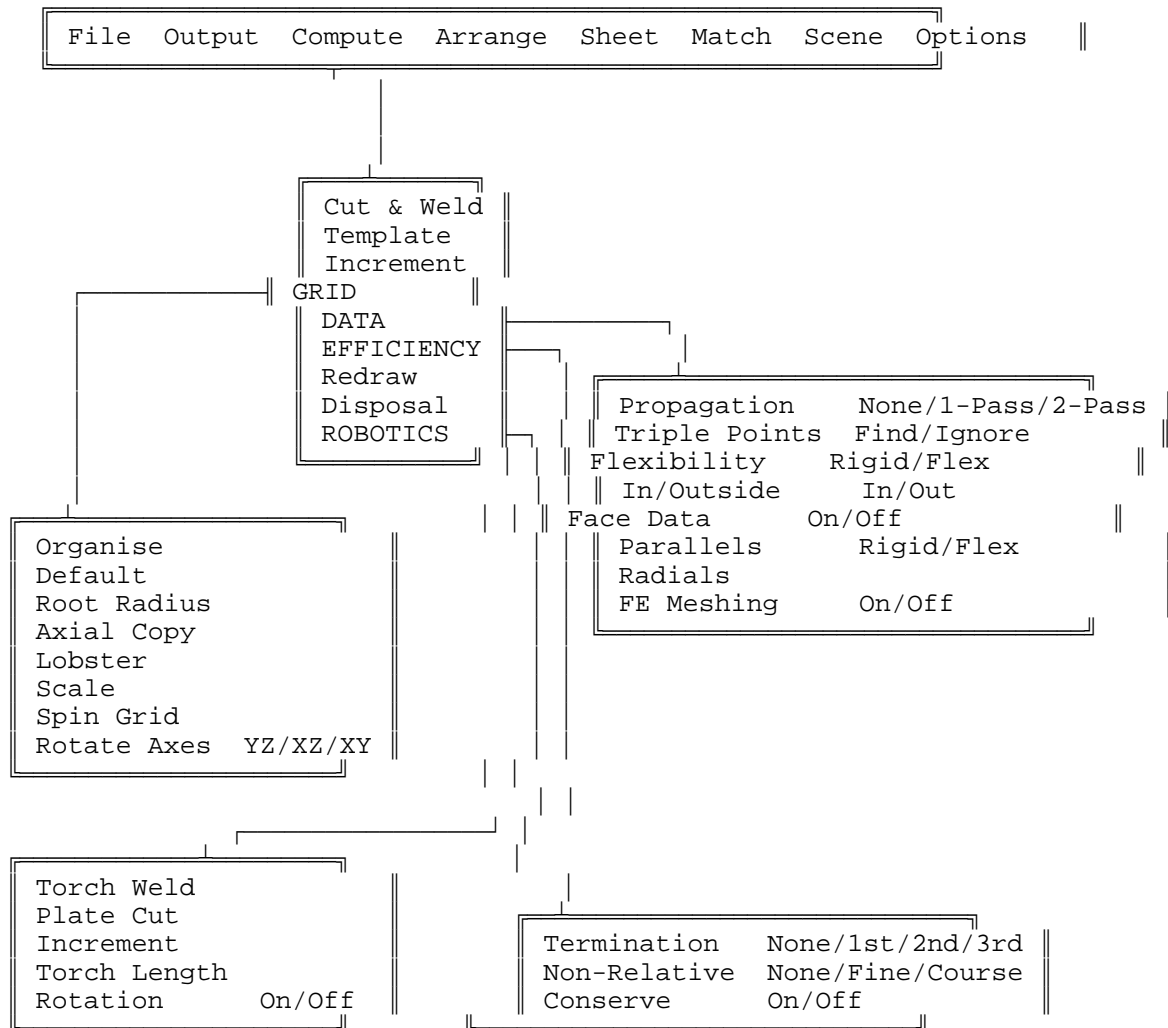 File Output Compute Arrange Sheet Match Scene Options
Cut & Weld
Template
Increment
GRID
DATA
EFFICIENCY
Redraw
Disposal
ROBOTICS
Propagation None/1-Pass/2-Pass
Triple Points Find/Ignore
Flexibility Rigid/Flex
In/Outside In/Out
Face Data On/Off
Parallels Rigid/Flex
Radials
FE Meshing On/Off
Organise
Default
Root Radius
Axial Copy
Lobster
Scale
Spin Grid
Rotate Axes YZ/XZ/XY
Torch Weld
Plate Cut
Increment
Torch Length
Rotation On/Off
Termination None/1st/2nd/3rd
Non-Relative None/Fine/Course
Conserve On/Off